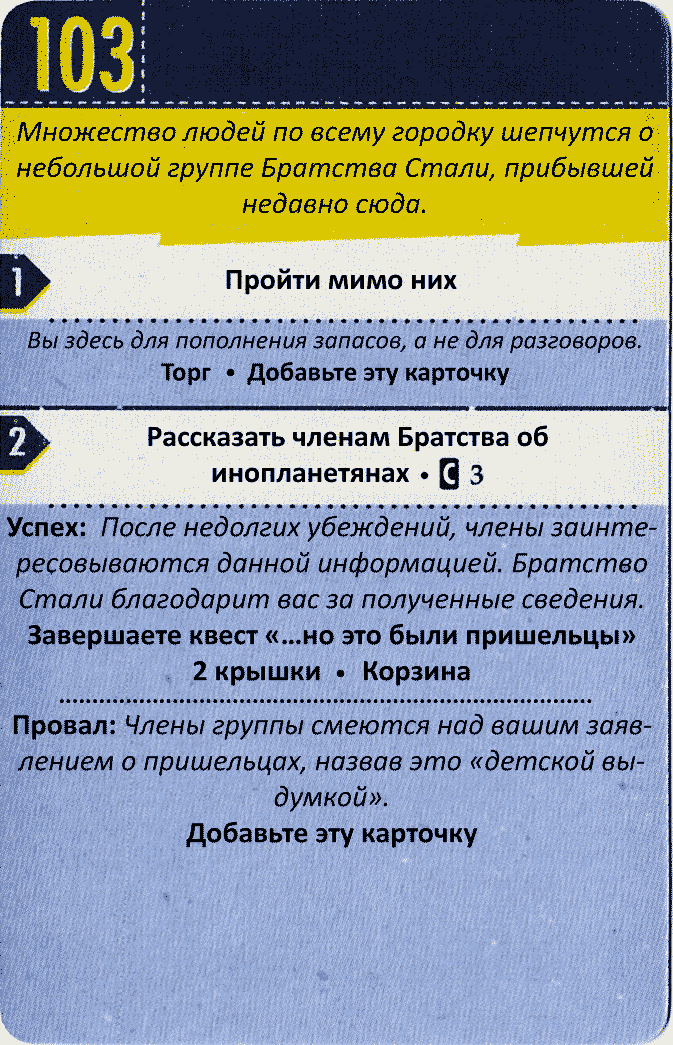 103
Множество людей по всему городку шепчутся о
небольшой группе Братства Стали, прибывшей
недавно сюда.
1
Пройти мимо них
Вы здесь для пополнения запасов, а не для разговоров.
Торг • Добавьте эту карточку
2
Рассказать членам Братства об
инопланетянах • C 3
Успех: После недолгих убеждений, члены заинте-
ресовываются данной информацией. Братство
Стали благодарит вас за полученные сведения.
Завершаете квест «...но это были пришельцы»
2 крышки • Корзина
Провал: Члены группы смеются над вашим заяв-
лением о пришельцах, назвав это «детской вы-
думкой».
Добавьте эту карточку